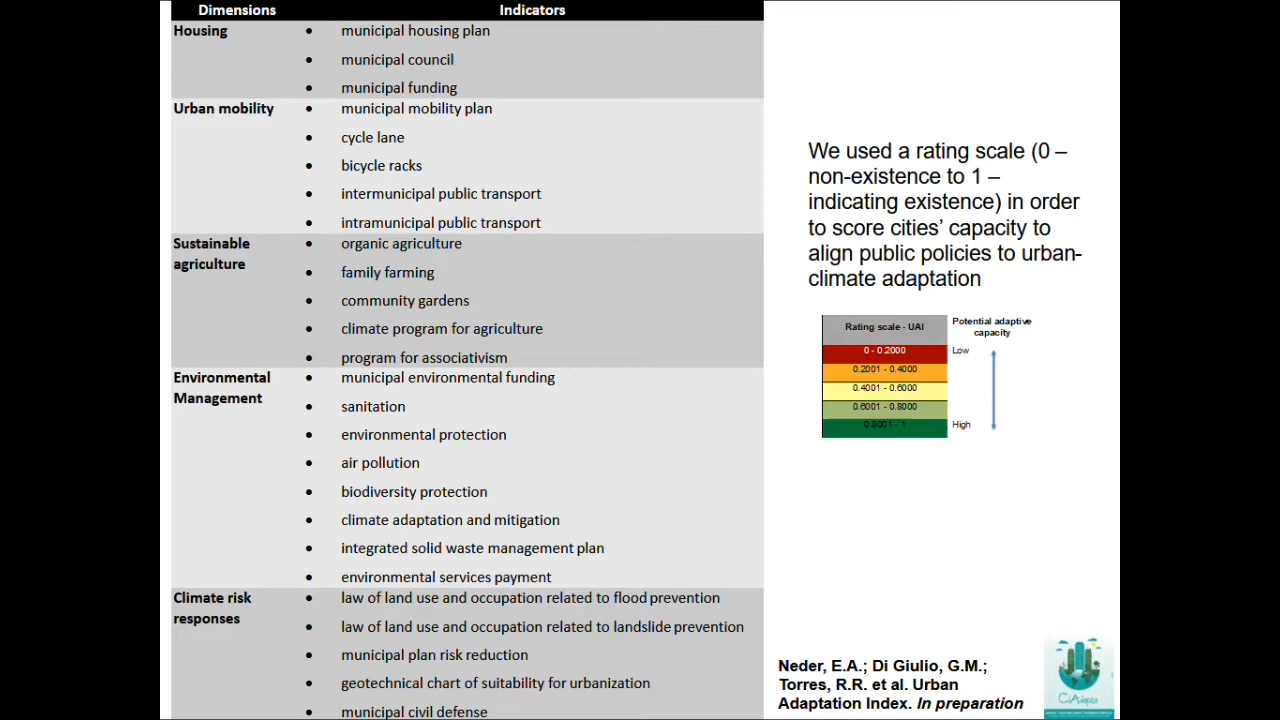 Dimensions Indicators
Housing
• municipal housing plan
• municipal council
• municipal funding
Urban mobility
• municipal mobility plan
• cycle lane
• bicycle racks
• intermunicipal public transport
• intramunicipal public transport
Sustainable
agriculture
• organic agriculture
• family farming
• community gardens
• climate program for agriculture
• program for associativism
Environmental
Management
• municipal environmental funding
• sanitation
• environmental protection
• air pollution
• biodiversity protection
• climate adaptation and mitigation
• integrated solid waste management plan
• environmental services payment
Climate risk
responses
• law of land use and occupation related to flood prevention
• law of land use and occupation related to landslide prevention
• municipal plan risk reduction
• geotechnical chart of suitability for urbanization
• municipal civil defense
We used a rating scale (0 –
non-existence to 1 –
indicating existence) in order
to score cities’ capacity to
align public policies to urban-
climate adaptation
Rating scale - UAI
Potential adaptive
capacity
0 - 0.2000 Low
0.2001 - 0.4000
0.4001 - 0.6000
0.6001 - 0.8000
0.8001 - 1 High
Neder, E.A.; Di Giulio, G.M.;
Torres, R.R. et al. Urban
Adaptation Index. In preparation
CiAdapta